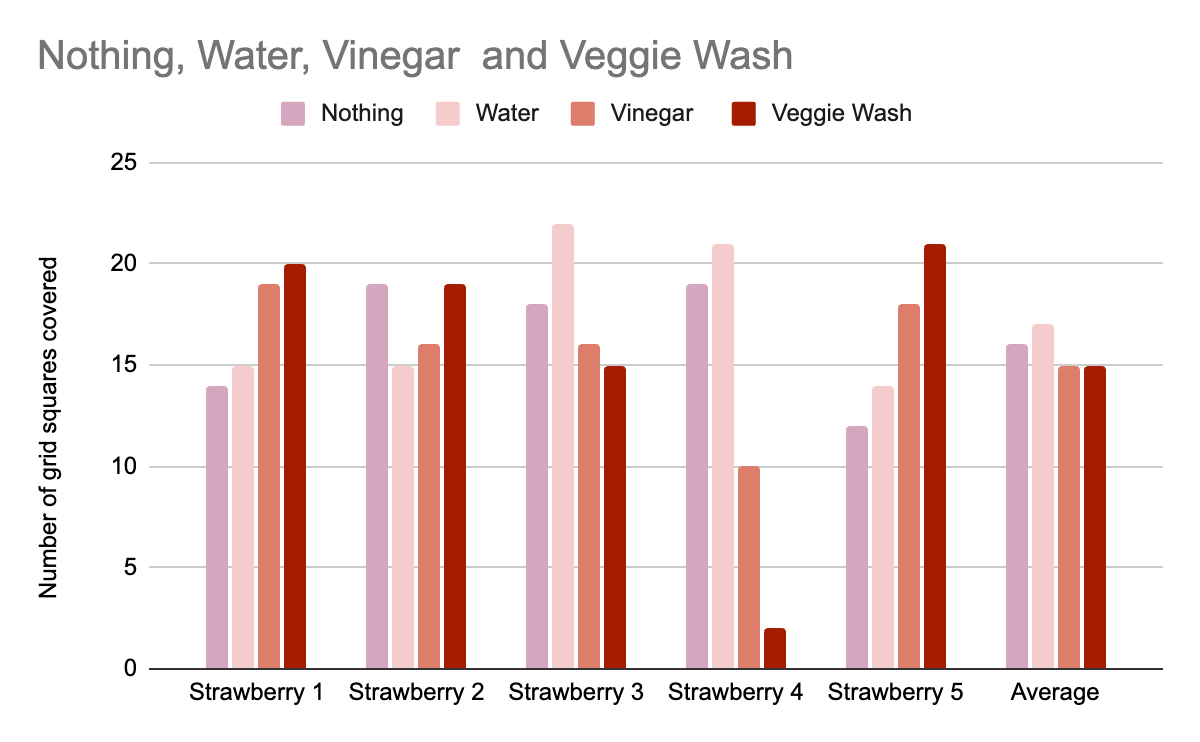 Nothing, Water, Vinegar  and Veggie Wash
Nothing Water Vinegar Veggie Wash
Number of grid squares covered
25
20
15
10
5
0
Strawberry 1 Strawberry 2 Strawberry 3 Strawberry 4 Strawberry 5 Average